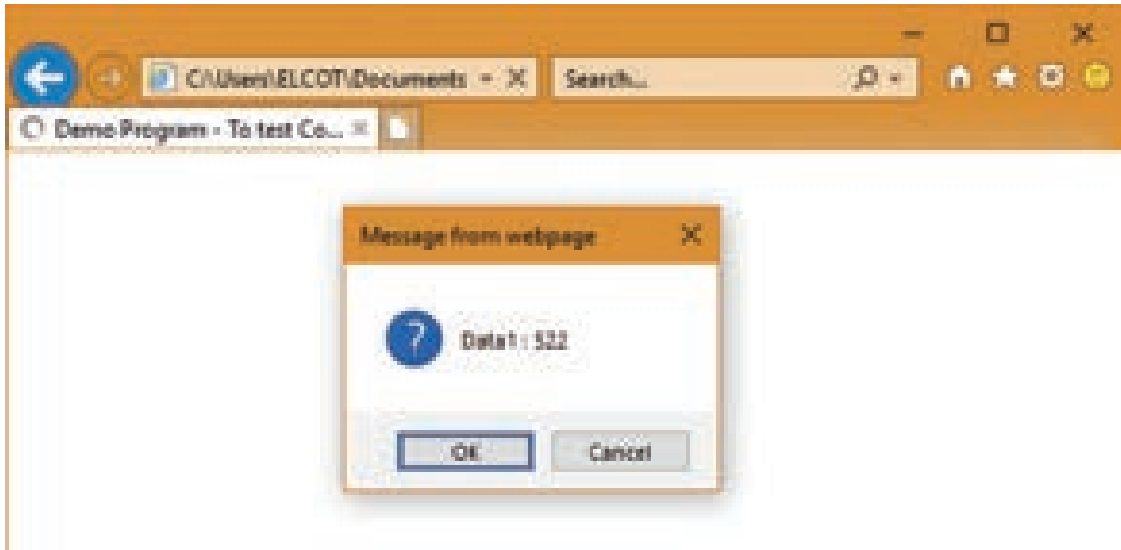 C:\Users\ELCOT\Documents
Search...
Demo Program - To test Co...
Message from webpage
?
Data1 : 522
OK
Cancel